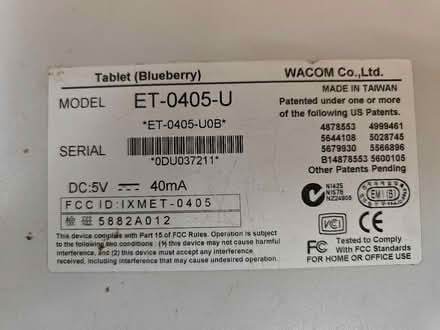 Tablet (Blueberry)
WACOM Co.,Ltd.
MODEL ET-0405-U
*ET-0405-U0B*
SERIAL
*0DU037211*
MADE IN TAIWAN
Patented under one or more
of the following US Patents.
4878553 4999461
5644108 5028745
5679930 5566896
B14878553 5600105
Other Patents Pending
DC:5V 40mA
FCC ID:IXMET-0405
檢磁 5882A012
N1425
N1578
NZ24905
EMI
VCI
This device complies with Part 15 of FCC Rules. Operation is
subject to the following two conditions : (1) this device may not cause harmful
interference, and (2) this device must accept any interference
including interference that may cause undesired operation.
FC CE
TESTED TO COMPLY
WITH FCC STANDARDS
FOR HOME OR OFFICE USE